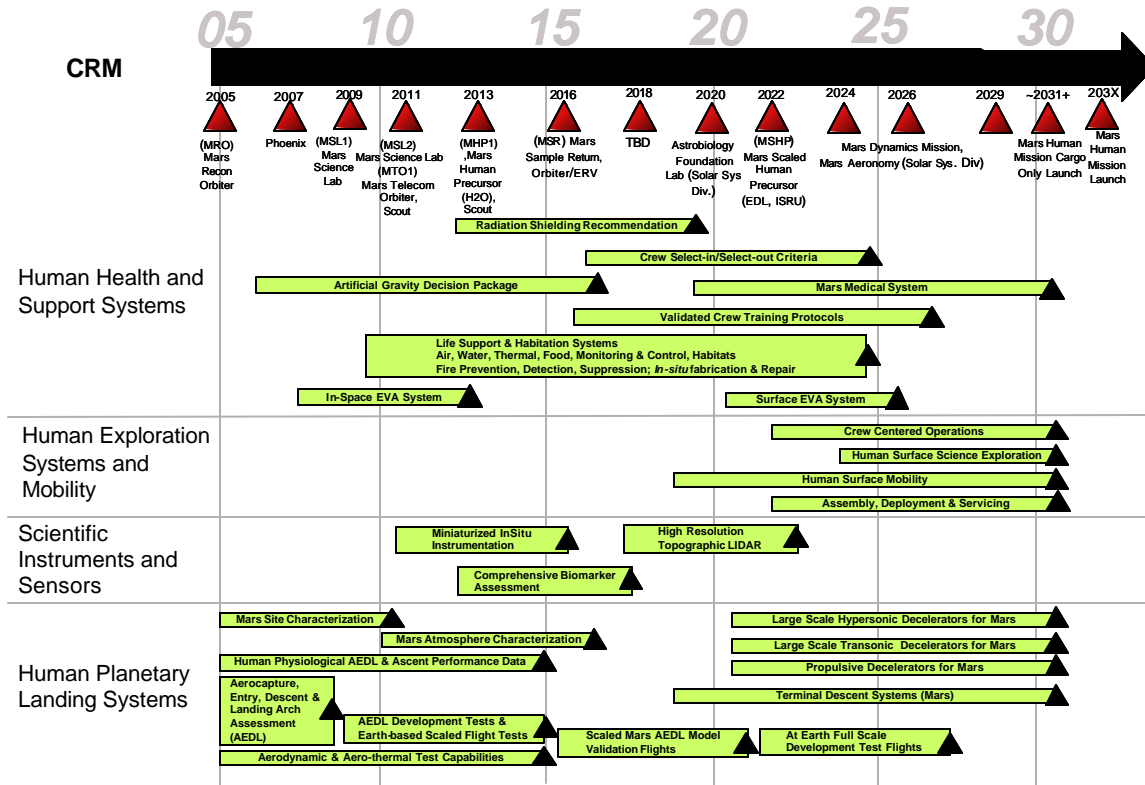 05 10 15 20 25 30
CRM
2005
(MRO)
Mars
Recon
Orbiter
2007
Phoenix
2009
(MSL1)
Mars
Science
Lab
2011
(MSL2)
Mars Science Lab
(MTO1)
Mars Telecom
Orbiter,
Scout
2013
(MHP1)
,Mars
Human
Precursor
(H2O),
Scout
2016
(MSR) Mars
Sample Return,
Orbiter/ERV
2018
TBD
2020
Astrobiology
Foundation
Lab (Solar Sys
Div.)
2022
(MSHP)
Mars Scaled
Human
Precursor
(EDL, ISRU)
2024
2026
Mars Dynamics Mission,
Mars Aeronomy (Solar Sys. Div)
2029
~2031+
Mars Human
Mission Cargo
Only Launch
203X
Mars
Human
Mission
Launch
Human Health and
Support Systems
Radiation Shielding Recommendation
Crew Select-in/Select-out Criteria
Artificial Gravity Decision Package
Mars Medical System
Validated Crew Training Protocols
Life Support & Habitation Systems
Air, Water, Thermal, Food, Monitoring & Control, Habitats
Fire Prevention, Detection, Suppression; In-situ fabrication & Repair
In-Space EVA System
Surface EVA System
Human Exploration
Systems and
Mobility
Crew Centered Operations
Human Surface Science Exploration
Human Surface Mobility
Assembly, Deployment & Servicing
Scientific
Instruments and
Sensors
Miniaturized InSitu
Instrumentation
High Resolution
Topographic LIDAR
Comprehensive Biomarker
Assessment
Human Planetary
Landing Systems
Mars Site Characterization
Large Scale Hypersonic Decelerators for Mars
Mars Atmosphere Characterization
Large Scale Transonic Decelerators for Mars
Human Physiological AEDL & Ascent Performance Data
Propulsive Decelerators for Mars
Aerocapture,
Entry, Descent &
Landing Arch
Assessment
(AEDL)
Terminal Descent Systems (Mars)
AEDL Development Tests &
Earth-based Scaled Flight Tests
Scaled Mars AEDL Model
Validation Flights
At Earth Full Scale
Development Test Flights
Aerodynamic & Aero-thermal Test Capabilities